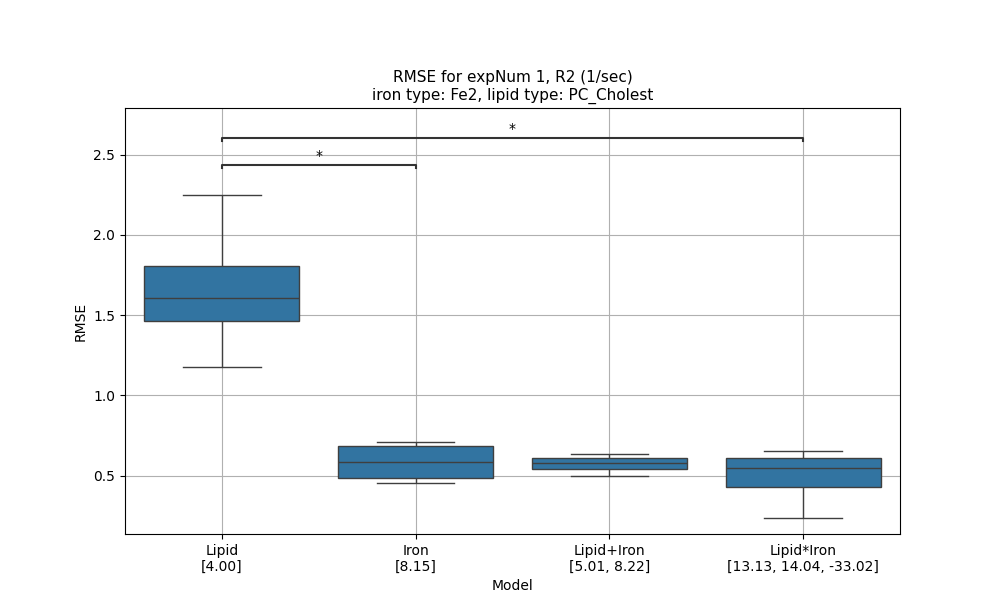 RMSE for expNum 1, R2 (1/sec)
iron type: Fe2, lipid type: PC_Cholest
*
*
2.5
2.0
1.5
1.0
0.5
RMSE
Lipid
[4.00]
Iron
[8.15]
Lipid+Iron
[5.01, 8.22]
Lipid*Iron
[13.13, 14.04, -33.02]
Model